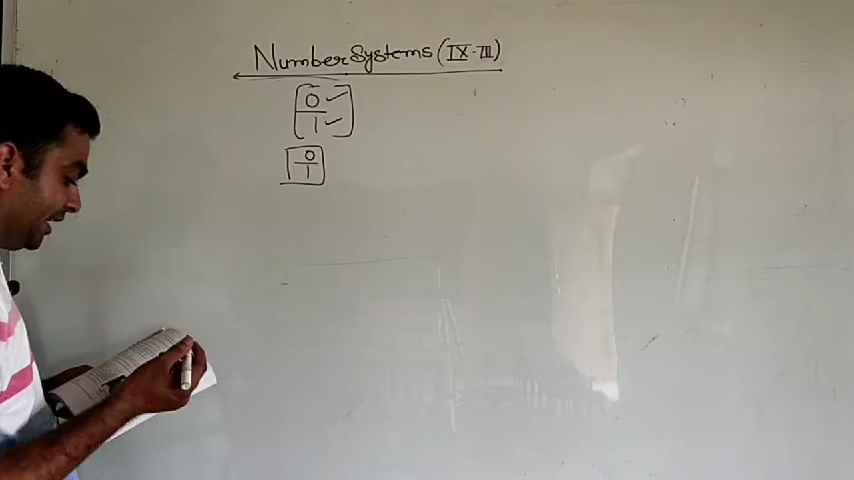 Number Systems (IX-III)
0 ✓
1 ✓
0
1